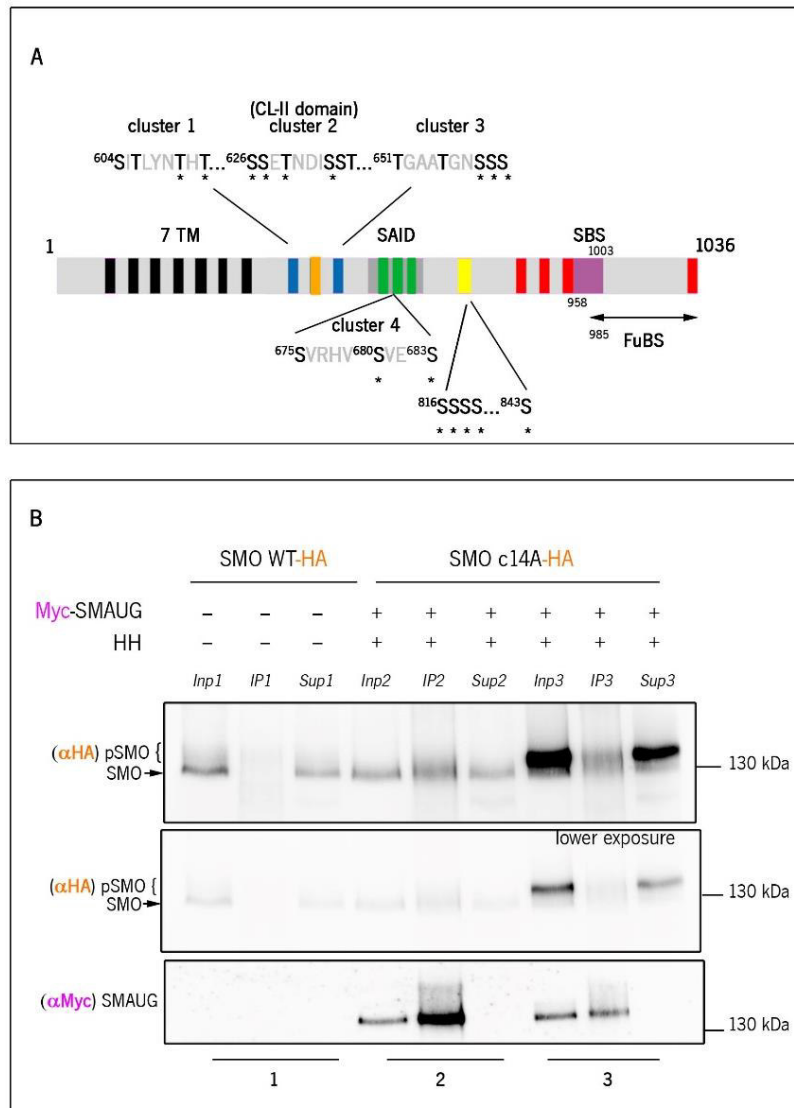 A
(CL-II domain)
cluster 1 cluster 2 cluster 3
604SITLYNTHT... 626SSETNDISST... 651TGAATGNSSS
* * * * * * * * *
1 7 TM SAID SBS 1003 1036
958
cluster 4 985 FuBS
675SVRHV680SVE683S
* *
816SSSS... 843S
* * * * *
B
SMO WT-HA SMO c14A-HA
Myc-SMAUG – – – + + + + + +
HH – – – + + + + + +
Inp1 IP1 Sup1 Inp2 IP2 Sup2 Inp3 IP3 Sup3
(αHA) pSMO {
SMO 130 kDa
lower exposure
(αHA) pSMO {
SMO 130 kDa
(αMyc) SMAUG
130 kDa
1 2 3